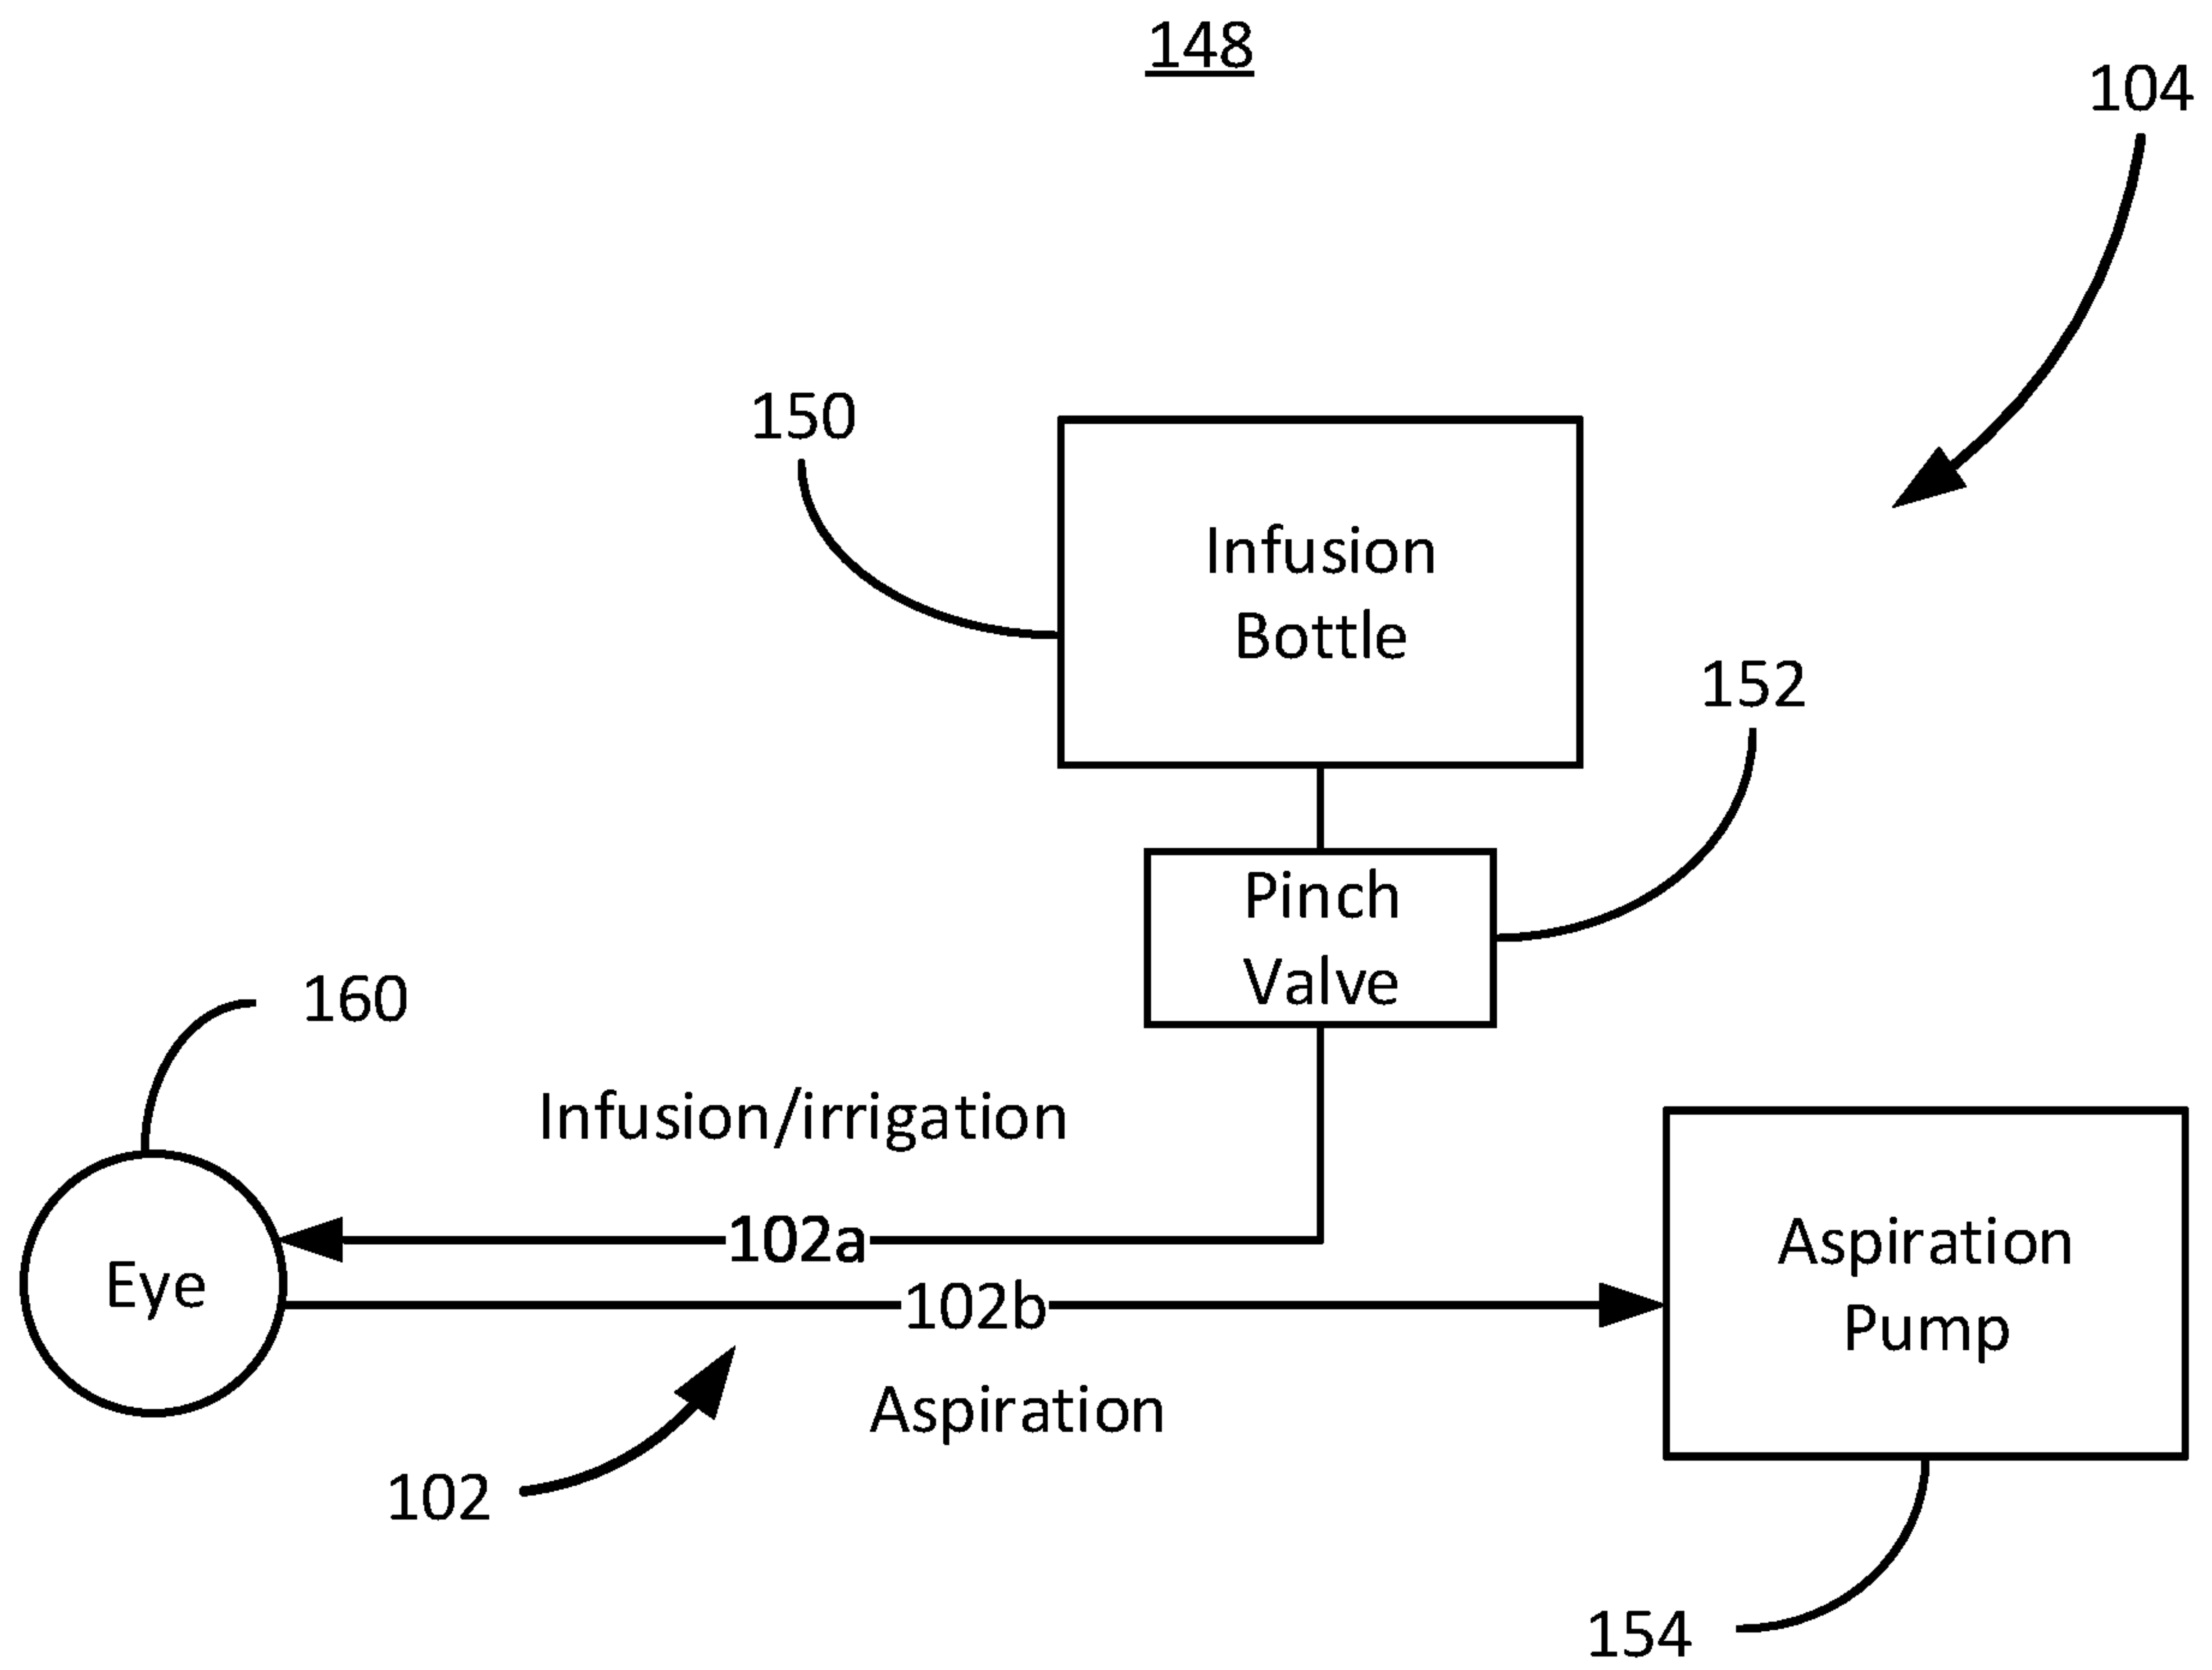 148
104
150
Infusion
Bottle
152
Pinch
Valve
160
Infusion/irrigation
102a
Eye
102b
Aspiration
Pump
Aspiration
102
154